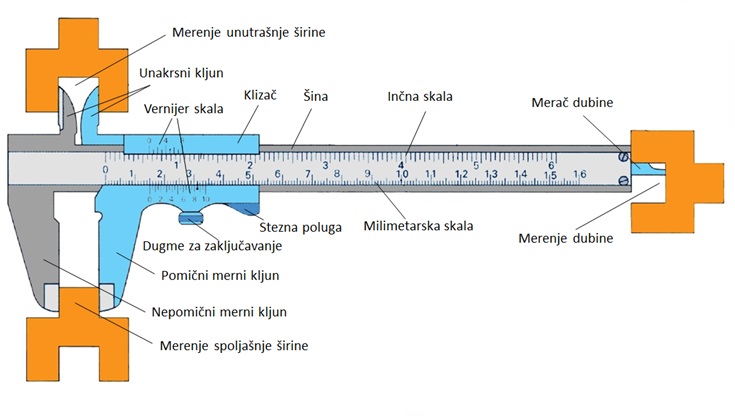 Merenje unutrašnje širine
Unakrsni kljun
Vernijer skala
Klizač
Šina
Inčna skala
Merač dubine
0 2 4 6
1 2 3 4 5 6
0 1 2 3 4 5 6 7 8 9 10 11 12 13 15 16
0 2 4 6 8 10
Stezna poluga
Milimetarska skala
Merenje dubine
Dugme za zaključavanje
Pomični merni kljun
Nepomični merni kljun
Merenje spoljašnje širine